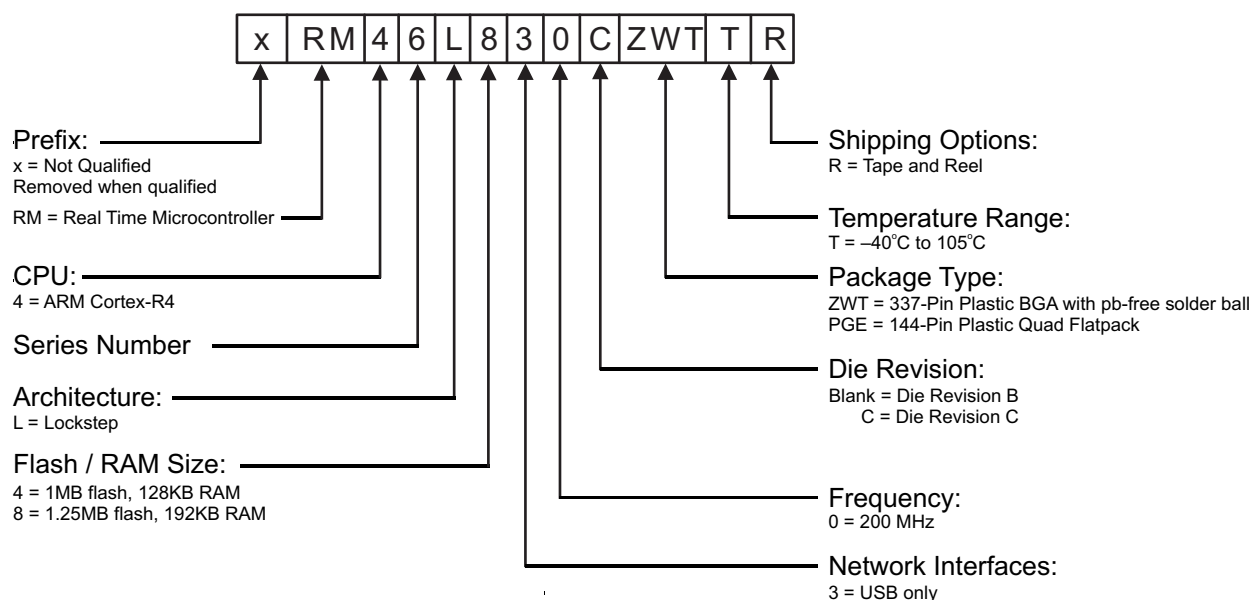 x RM 4 6 L 8 3 0 C ZWT T R
Prefix:
x = Not Qualified
Removed when qualified
RM = Real Time Microcontroller
CPU:
4 = ARM Cortex-R4
Series Number
Architecture:
L = Lockstep
Flash / RAM Size:
4 = 1MB flash, 128KB RAM
8 = 1.25MB flash, 192KB RAM
Shipping Options:
R = Tape and Reel
Temperature Range:
T = –40°C to 105°C
Package Type:
ZWT = 337-Pin Plastic BGA with pb-free solder ball
PGE = 144-Pin Plastic Quad Flatpack
Die Revision:
Blank = Die Revision B
C = Die Revision C
Frequency:
0 = 200 MHz
Network Interfaces:
3 = USB only